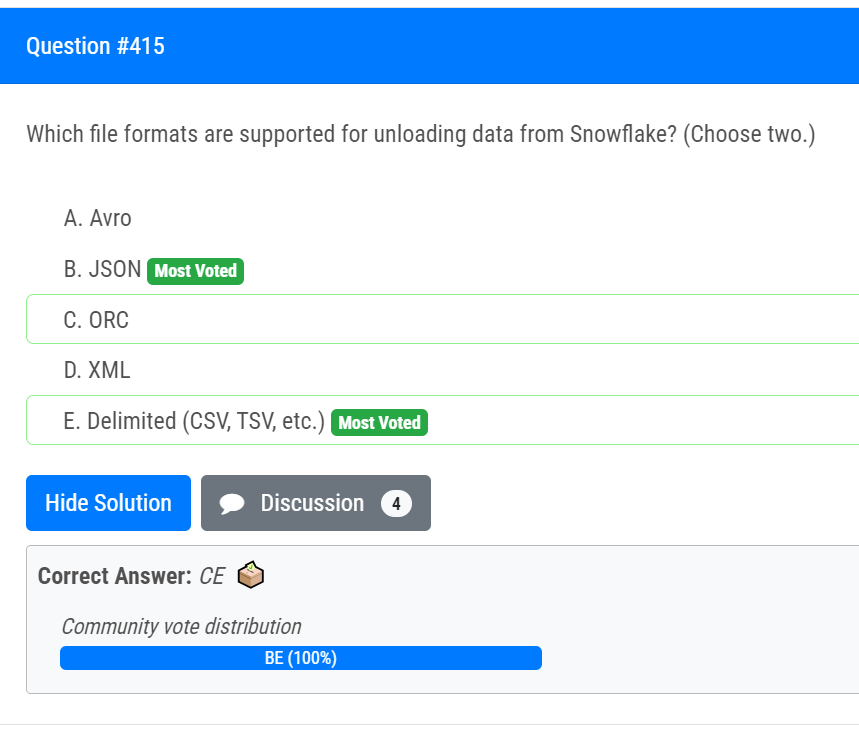 Question #415
Which file formats are supported for unloading data from Snowflake? (Choose two.)
A. Avro
B. JSON Most Voted
C. ORC
D. XML
E. Delimited (CSV, TSV, etc.) Most Voted
Hide Solution Discussion 4
Correct Answer: CE
Community vote distribution
BE (100%)